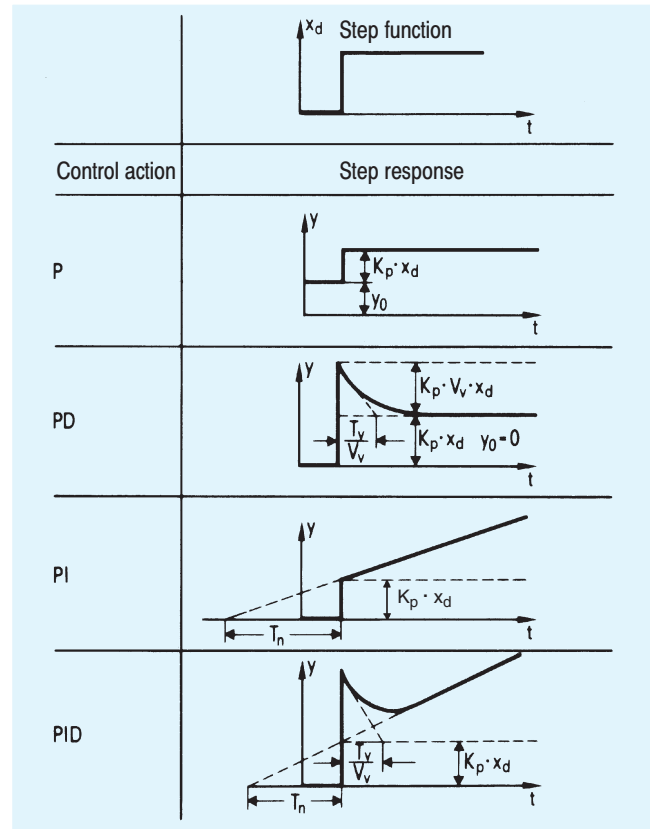 x_d Step function
t
Control action Step response
P
y
K_p · x_d
y_0
t
PD
y
K_p · V_v · x_d
T_v
V_v
K_p · x_d y_0 = 0
t
PI
y
K_p · x_d
T_n
t
PID
y
T_v
V_v
K_p · x_d
T_n
t